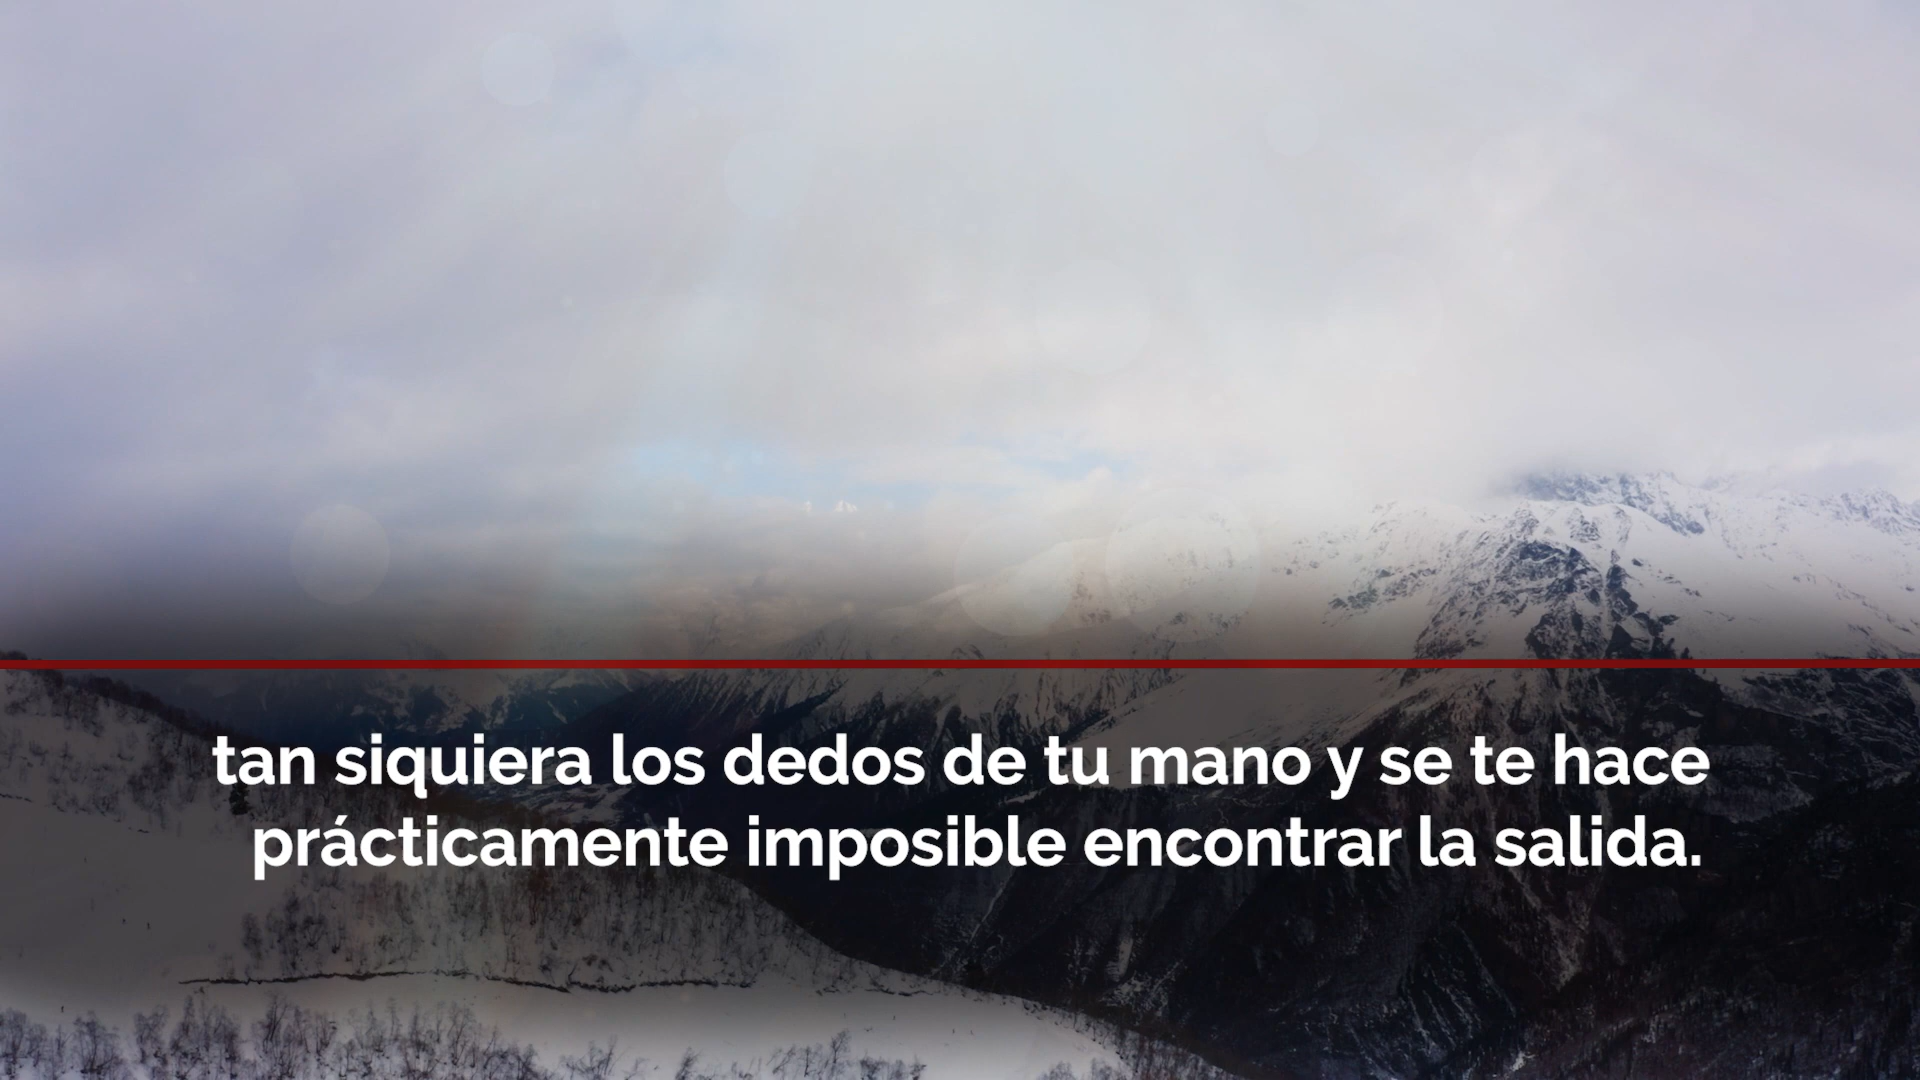 tan siquiera los dedos de tu mano y se te hace
prácticamente imposible encontrar la salida.